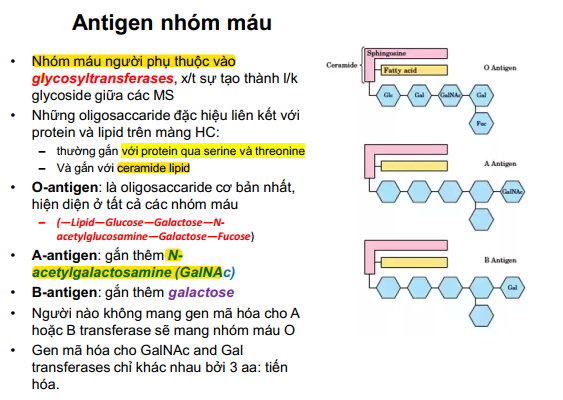 Antigen nhóm máu
• Nhóm máu người phụ thuộc vào
glycosyltransferases, x/t sự tạo thành l/k
glycoside giữa các MS
• Những oligosaccaride đặc hiệu liên kết với
protein và lipid trên màng HC:
– thường gắn với protein qua serine và threonine
– Và gắn với ceramide lipid
• O-antigen: là oligosaccaride cơ bản nhất,
hiện diện ở tất cả các nhóm máu
– (—Lipid—Glucose—Galactose—N-
acetylglucosamine—Galactose—Fucose)
• A-antigen: gắn thêm N-
acetylgalactosamine (GalNAc)
• B-antigen: gắn thêm galactose
• Người nào không mang gen mã hóa cho A
hoặc B transferase sẽ mang nhóm máu O
• Gen mã hóa cho GalNAc and Gal
transferases chỉ khác nhau bởi 3 aa: tiến
hóa.
Sphingosine
Ceramide
Fatty acid
O Antigen
Glc Gal GalNAc Gal
Fuc
A Antigen
GalNAc
B Antigen
Gal